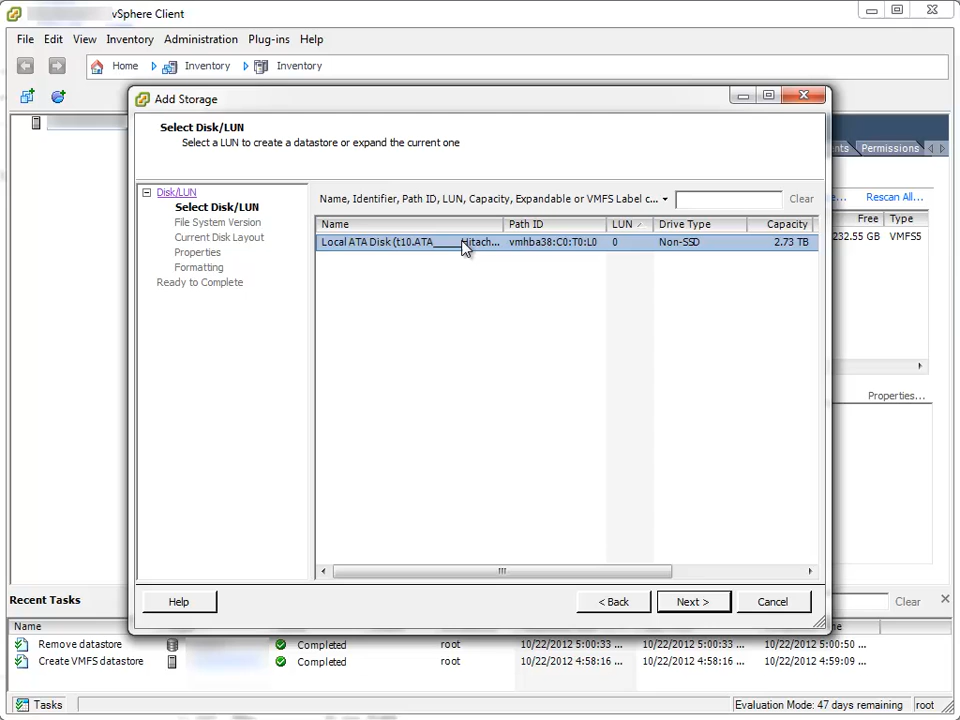 vSphere Client
File Edit View Inventory Administration Plug-ins Help
Home Inventory Inventory
Add Storage
Select Disk/LUN
Select a LUN to create a datastore or expand the current one
Permissions
Disk/LUN
Select Disk/LUN
File System Version
Current Disk Layout
Properties
Formatting
Ready to Complete
Name, Identifier, Path ID, LUN, Capacity, Expandable or VMFS Label c... Clear
Name Path ID LUN Drive Type Capacity
Local ATA Disk (t10.ATA_____Hitach... vmhba38:C0:T0:L0 0 Non-SSD 2.73 TB
Rescan All...
Free Type
232.55 GB VMFS5
Properties...
Help < Back Next > Cancel
Recent Tasks Clear
Name
Remove datastore Completed root 10/22/2012 5:00:33 ... 10/22/2012 5:00:33 ... 10/22/2012 5:00:50 ...
Create VMFS datastore Completed root 10/22/2012 4:58:16 ... 10/22/2012 4:58:16 ... 10/22/2012 4:59:09 ...
Tasks Evaluation Mode: 47 days remaining root